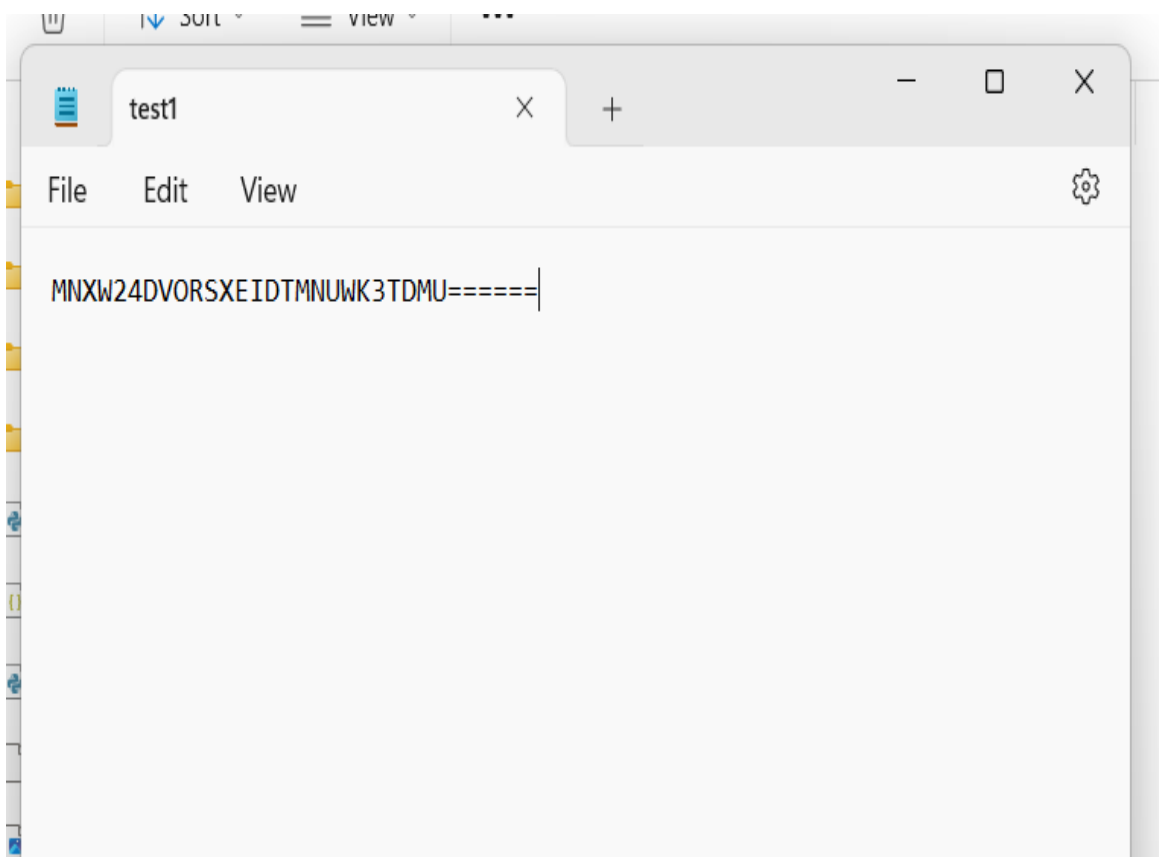 Sort View
test1
File Edit View
MNXW24DVORSXEIDTMNUWK3TDMU======